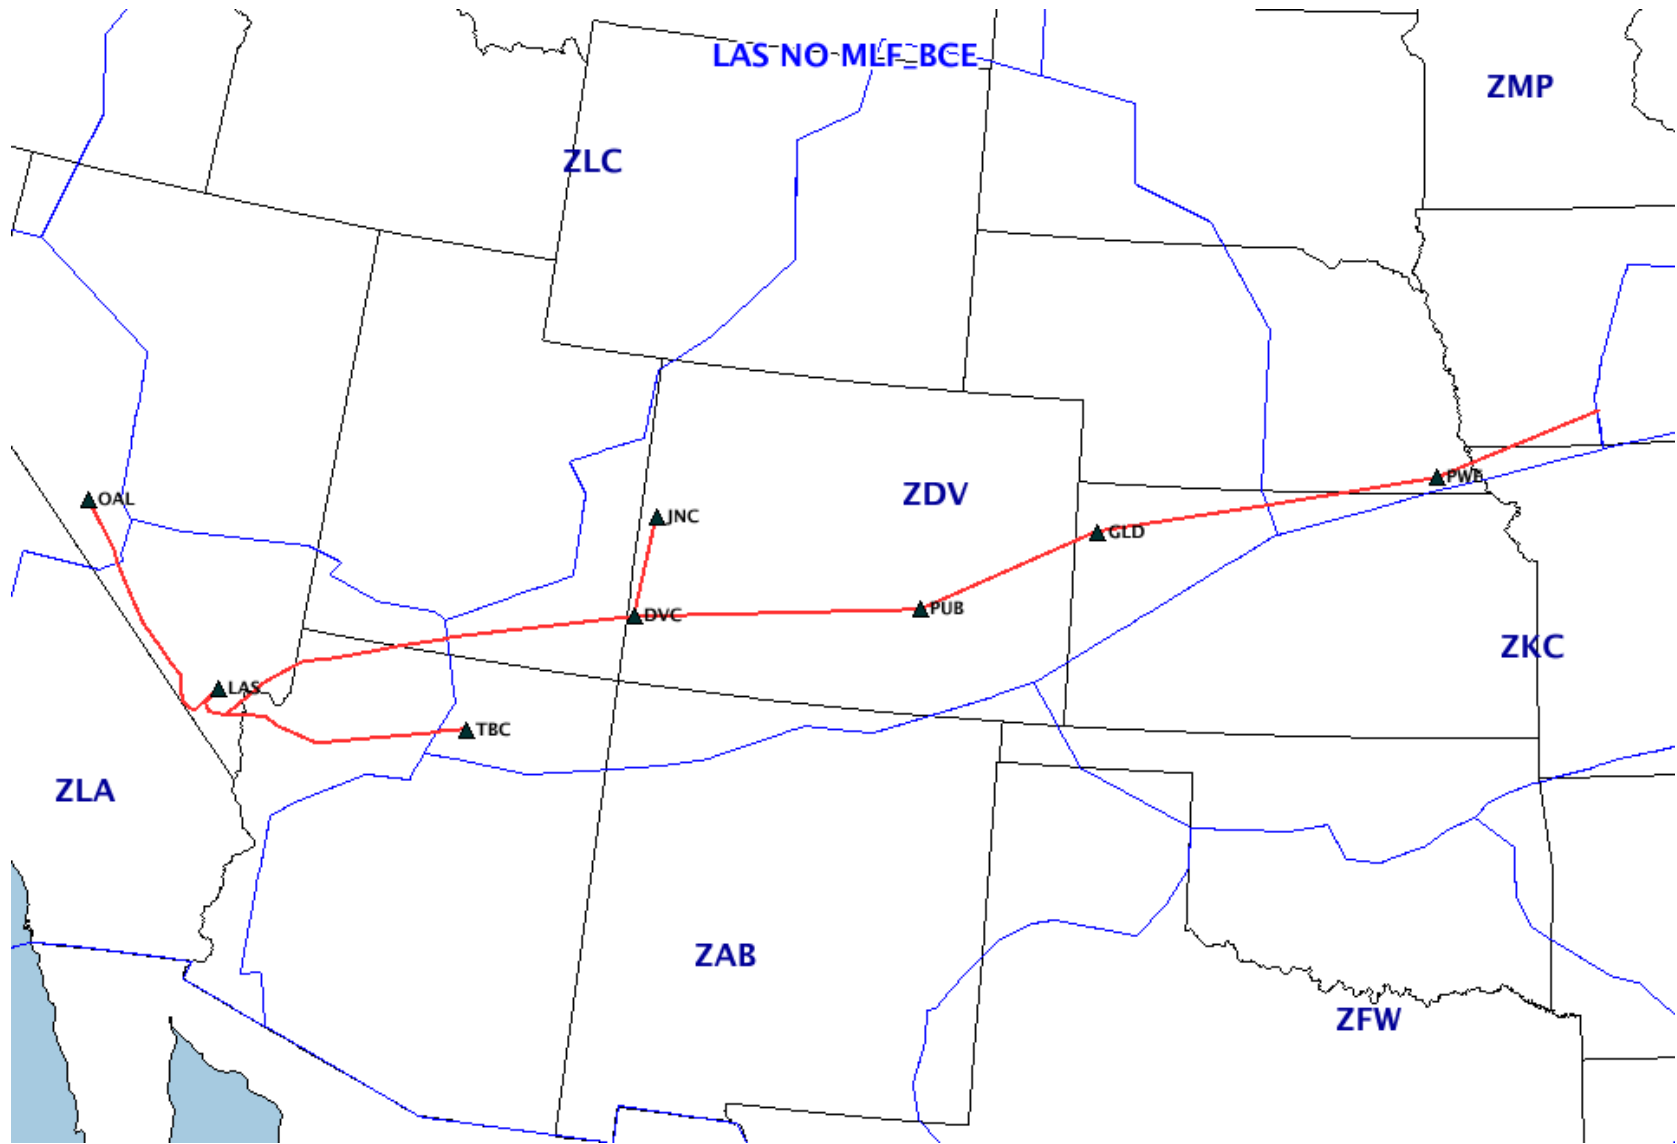 LAS NO MLF_BCE
ZMP
ZLC
ZDV
PWB
OAL
JNC
GLD
DVC
PUB
ZKC
LAS
TBC
ZLA
ZAB
ZFW